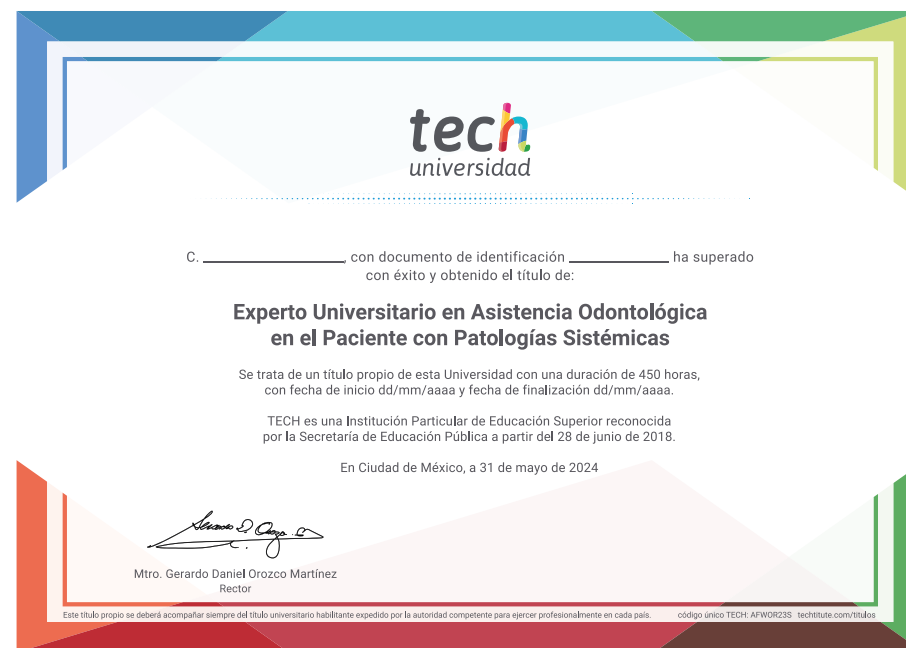 tech
universidad
C. ____________, con documento de identificación ____________ ha superado
con éxito y obtenido el título de:
Experto Universitario en Asistencia Odontológica
en el Paciente con Patologías Sistémicas
Se trata de un título propio de esta Universidad con una duración de 450 horas,
con fecha de inicio dd/mm/aaaa y fecha de finalización dd/mm/aaaa.
TECH es una Institución Particular de Educación Superior reconocida
por la Secretaría de Educación Pública a partir del 28 de junio de 2018.
En Ciudad de México, a 31 de mayo de 2024
Mtro. Gerardo Daniel Orozco Martínez
Rector
Este título propio se deberá acompañar siempre del título universitario habilitante expedido por la autoridad competente para ejercer profesionalmente en cada país. código único TECH: AFWOR23S techtitute.com/titulos